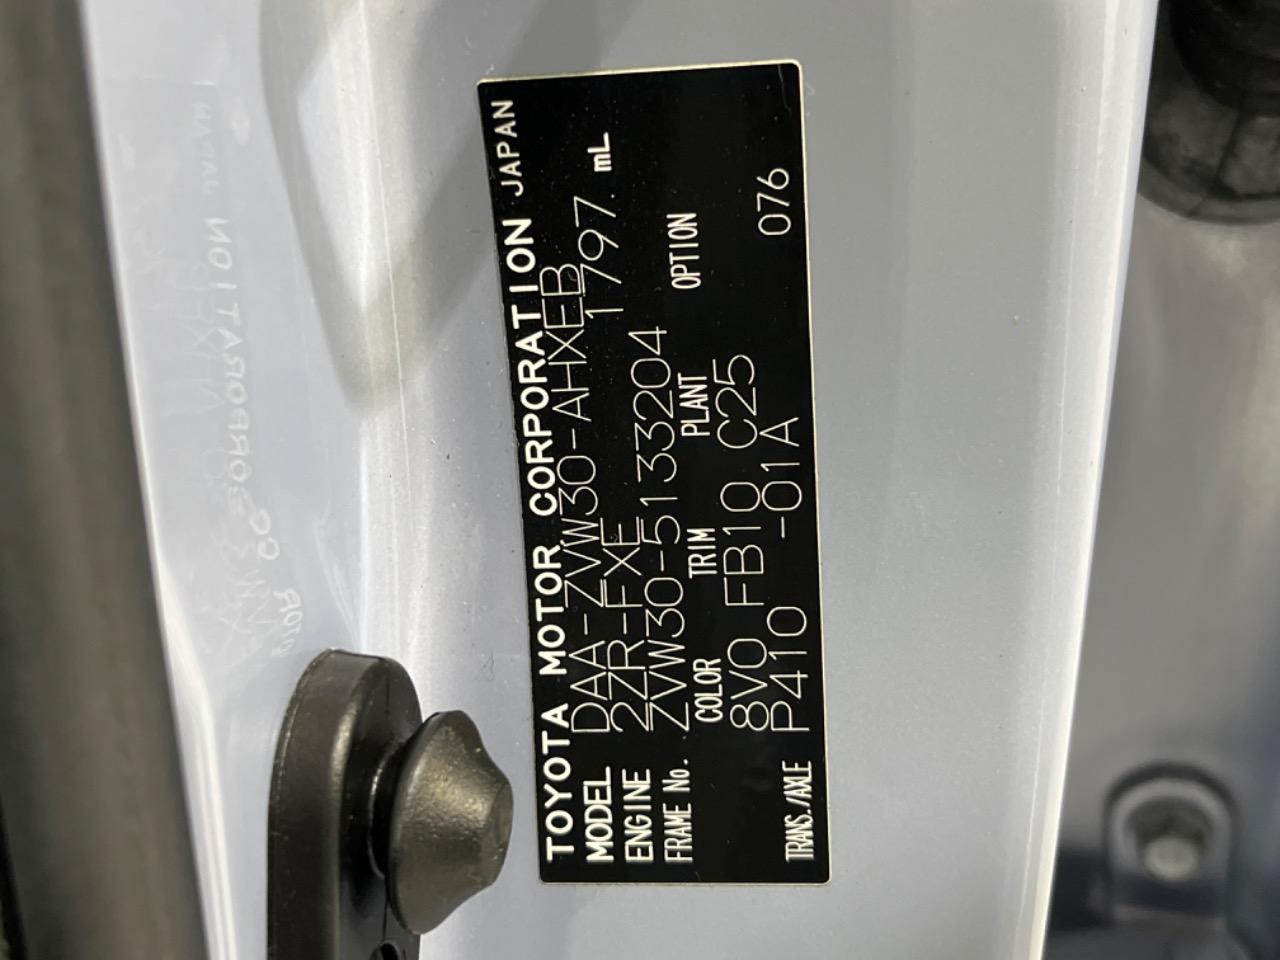 TOYOTA MOTOR CORPORATION JAPAN
MODEL DAA-ZVW30-AHXEB
ENGINE 2ZR-FXE 1797 mL
FRAME No. ZVW30-5133204
COLOR TRIM PLANT OPTION
8V0 FB10 C25
TRANS./AXLE P410 -01A 076